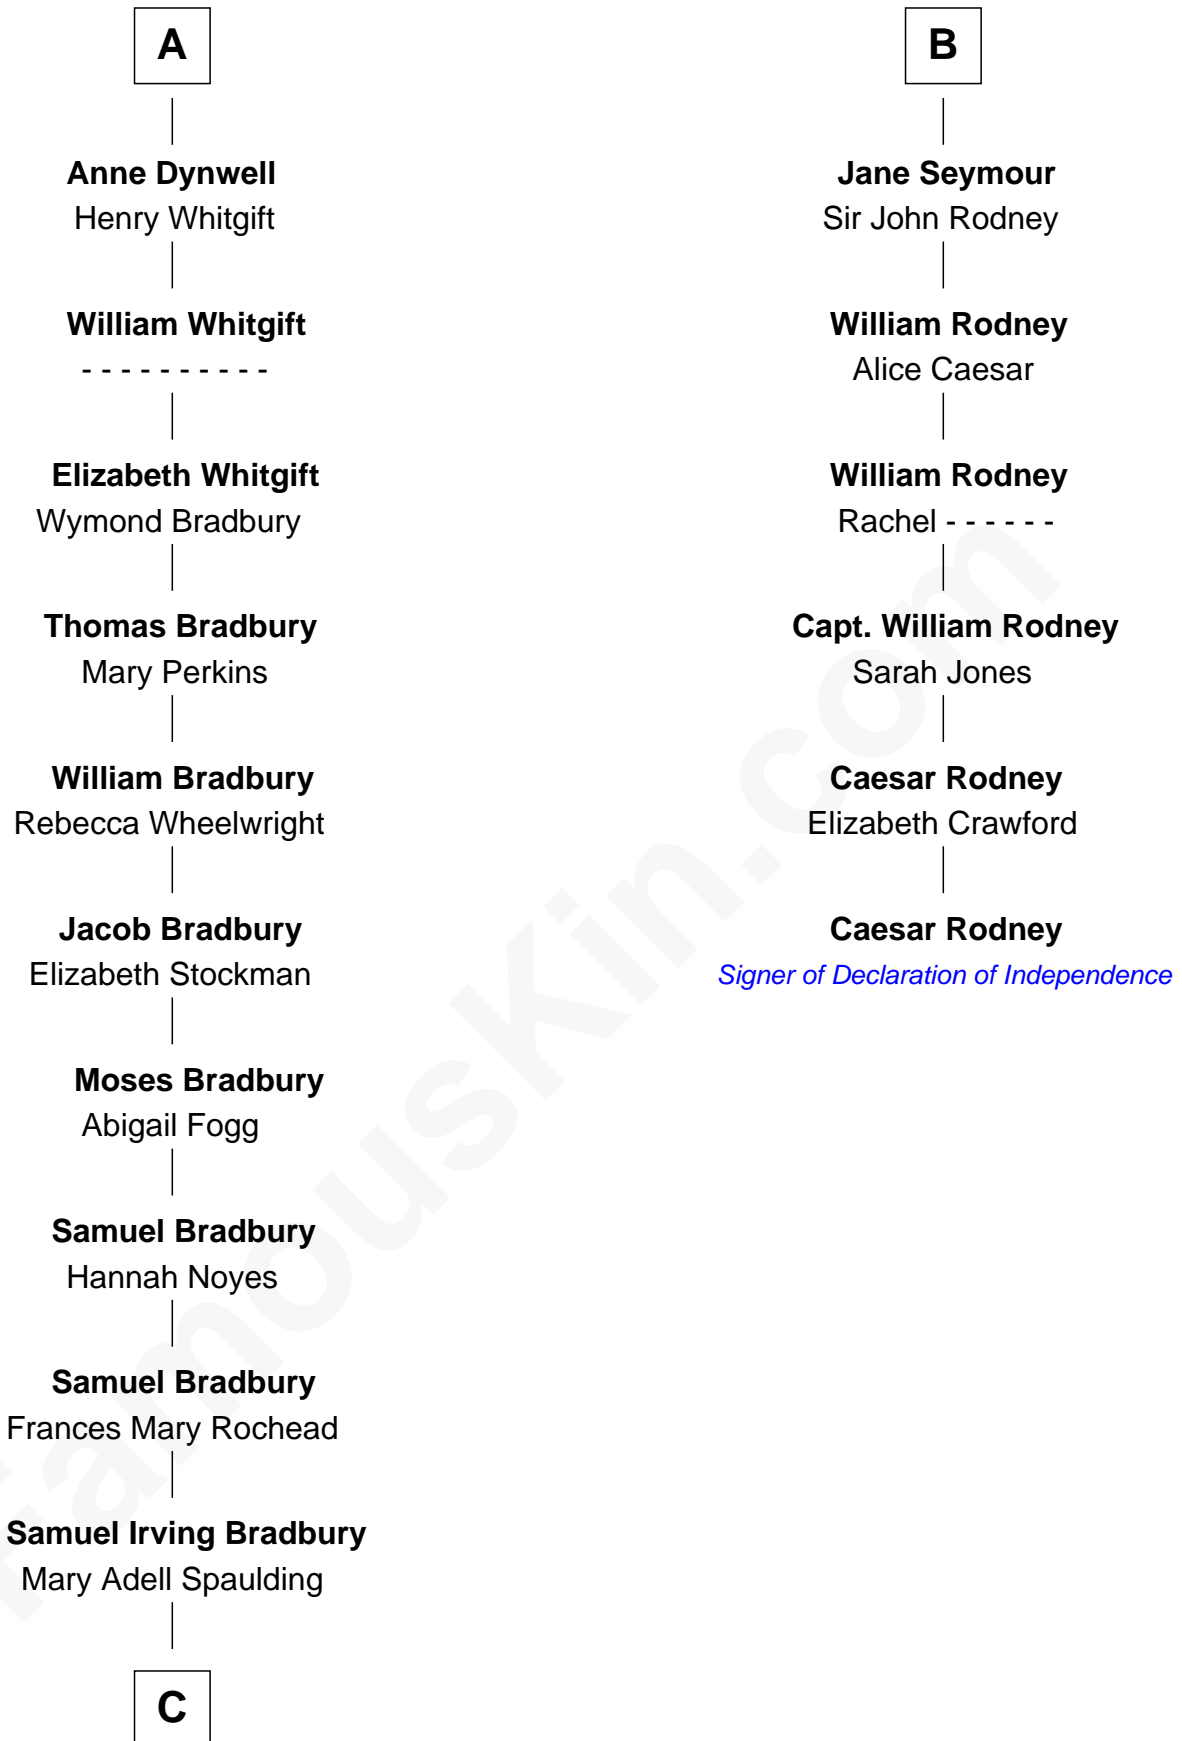 A
Anne Dynwell
Henry Whitgift
William Whitgift
- - - - - - - - - -
Elizabeth Whitgift
Wymond Bradbury
Thomas Bradbury
Mary Perkins
William Bradbury
Rebecca Wheelwright
Jacob Bradbury
Elizabeth Stockman
Moses Bradbury
Abigail Fogg
Samuel Bradbury
Hannah Noyes
Samuel Bradbury
Frances Mary Rochead
Samuel Irving Bradbury
Mary Adell Spaulding
C
B
Jane Seymour
Sir John Rodney
William Rodney
Alice Caesar
William Rodney
Rachel - - - - - -
Capt. William Rodney
Sarah Jones
Caesar Rodney
Elizabeth Crawford
Caesar Rodney
Signer of Declaration of Independence
FamousKin.com